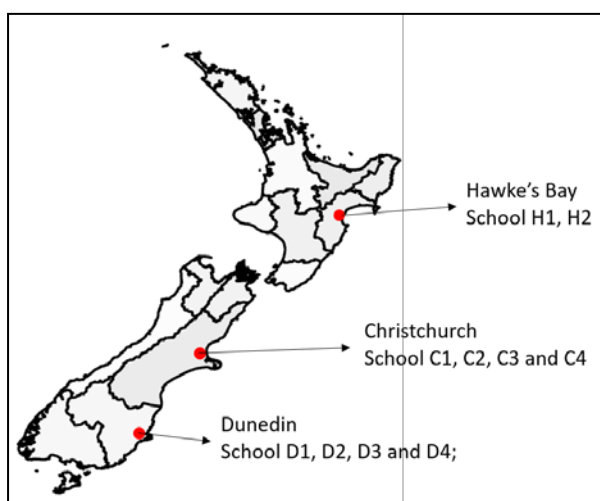 Hawke's Bay
School H1, H2
Christchurch
School C1, C2, C3 and C4
Dunedin
School D1, D2, D3 and D4;